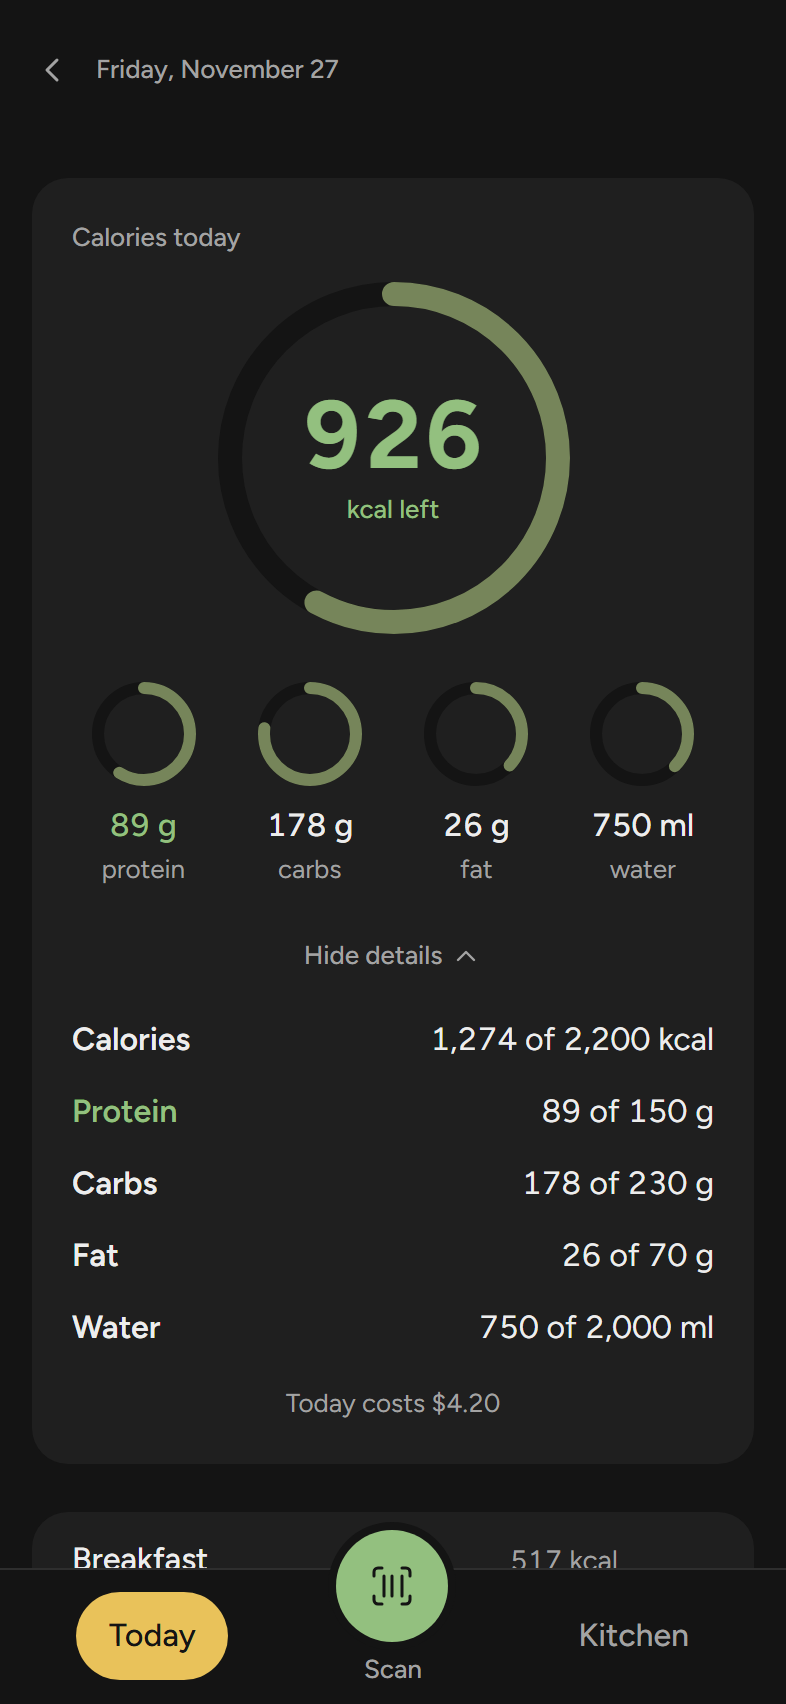 Friday, November 27
Calories today
926
kcal left
89 g 178 g 26 g 750 ml
protein carbs fat water
Hide details
Calories 1,274 of 2,200 kcal
Protein 89 of 150 g
Carbs 178 of 230 g
Fat 26 of 70 g
Water 750 of 2,000 ml
Today costs $4.20
Breakfast 517 kcal
Today Scan Kitchen